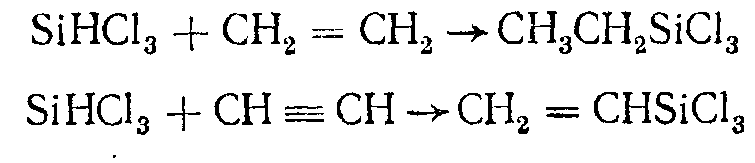 SiHCl₃ + CH₂ = CH₂ → CH₃CH₂SiCl₃
SiHCl₃ + CH ≡ CH → CH₂ = CHSiCl₃